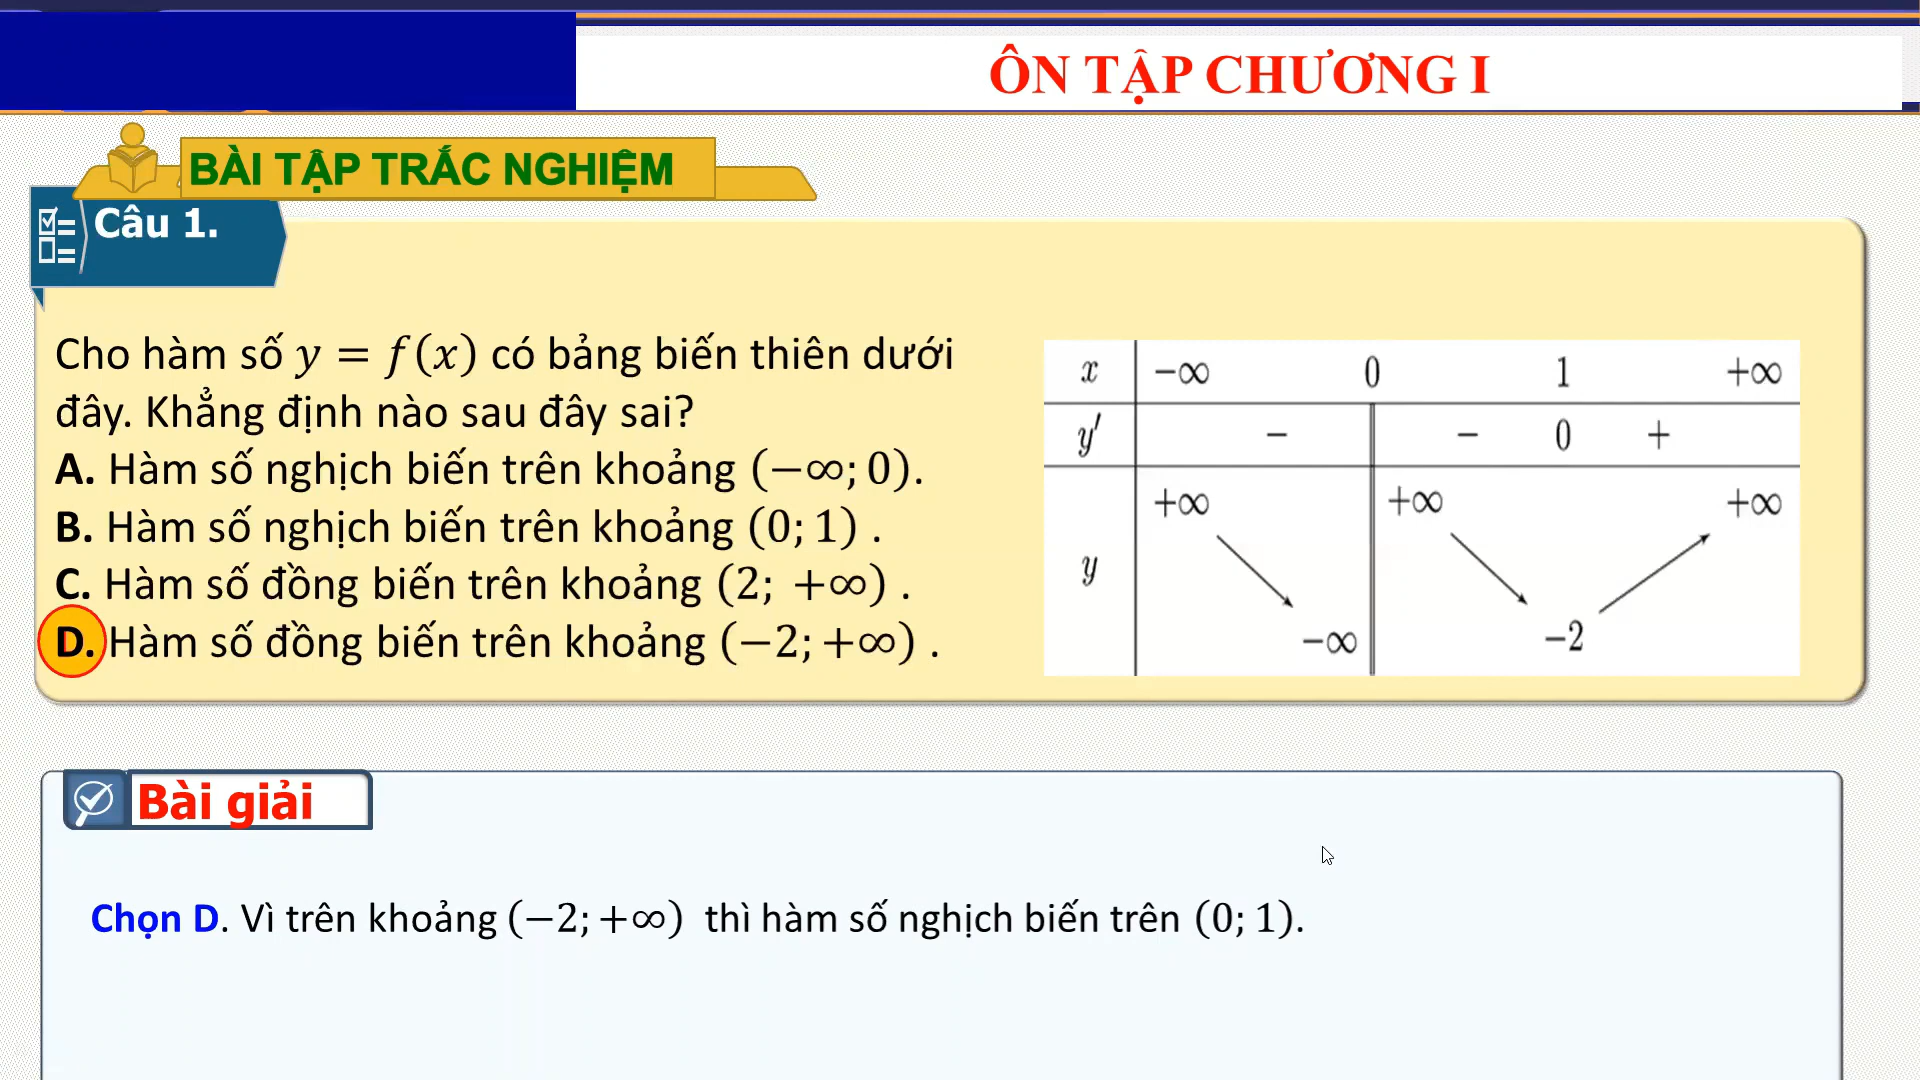 ÔN TẬP CHƯƠNG I
BÀI TẬP TRẮC NGHIỆM
Câu 1.
Cho hàm số y = f(x) có bảng biến thiên dưới
đây. Khẳng định nào sau đây sai?
A. Hàm số nghịch biến trên khoảng (−∞; 0).
B. Hàm số nghịch biến trên khoảng (0; 1) .
C. Hàm số đồng biến trên khoảng (2; +∞) .
D. Hàm số đồng biến trên khoảng (−2; +∞) .
x −∞ 0 1 +∞
y′ − − 0 +
+∞ +∞ +∞
y
−∞ −2
Bài giải
Chọn D. Vì trên khoảng (−2; +∞) thì hàm số nghịch biến trên (0; 1).